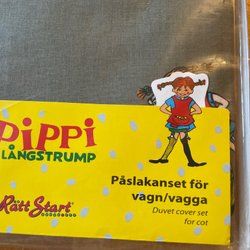 PIPPI
LÅNGSTRUMP
Rätt Start
Påslakanset för
vagn/vagga
Duvet cover set
for cot